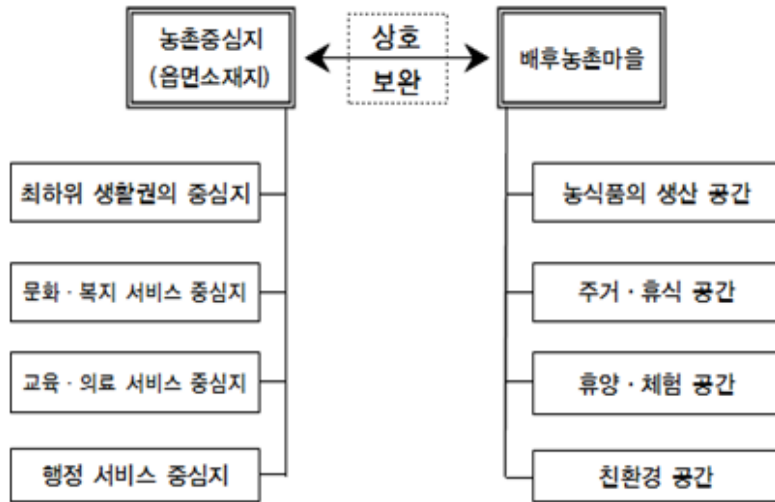 농촌중심지
(읍면소재지)
상호
보완
배후농촌마을
최하위 생활권의 중심지
문화·복지 서비스 중심지
교육·의료 서비스 중심지
행정 서비스 중심지
농식품의 생산 공간
주거·휴식 공간
휴양·체험 공간
친환경 공간